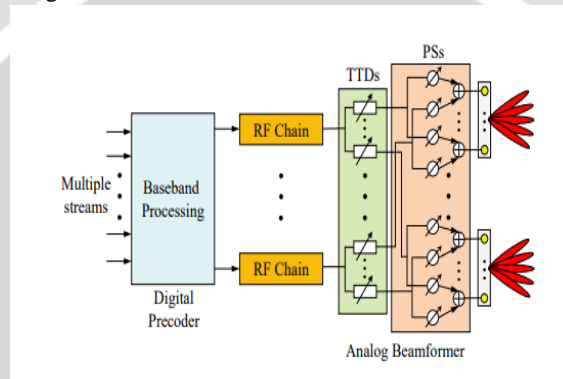 PSs
TTDs
RF Chain
Multiple
streams
Baseband
Processing
RF Chain
Digital
Precoder
Analog Beamformer